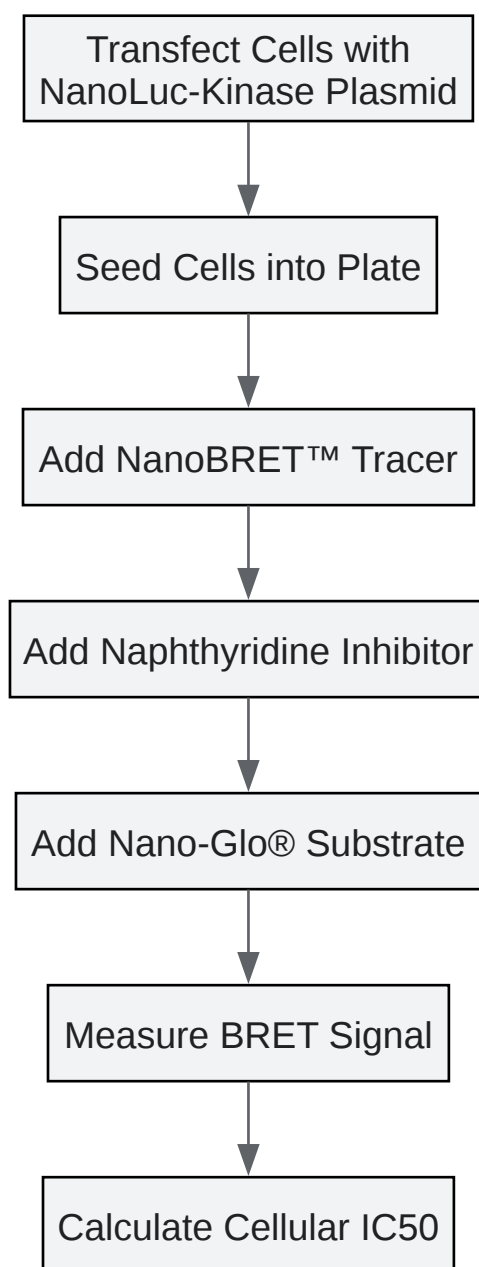 Transfect Cells with
NanoLuc-Kinase Plasmid
Seed Cells into Plate
Add NanoBRET™ Tracer
Add Naphthyridine Inhibitor
Add Nano-Glo® Substrate
Measure BRET Signal
Calculate Cellular IC50